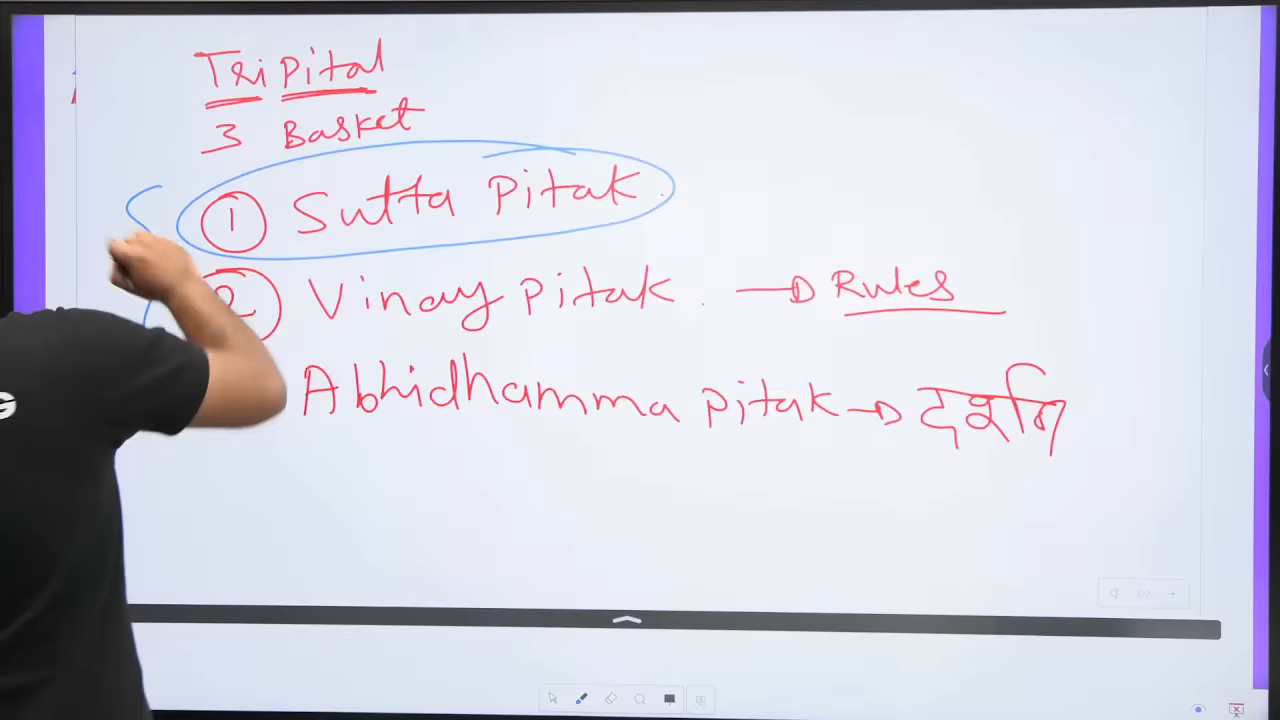 Tripital
3 Basket
1 Sutta Pitak
2 Vinay Pitak → Rules
Abhidhamma Pitak → दर्शन
G